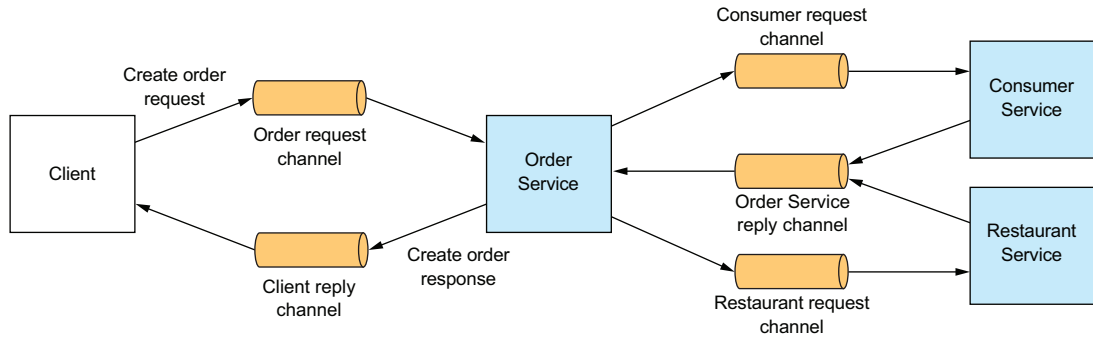 Create order
request
Order request
channel
Client
Client reply
channel
Create order
response
Order
Service
Consumer request
channel
Order Service
reply channel
Restaurant request
channel
Consumer
Service
Restaurant
Service